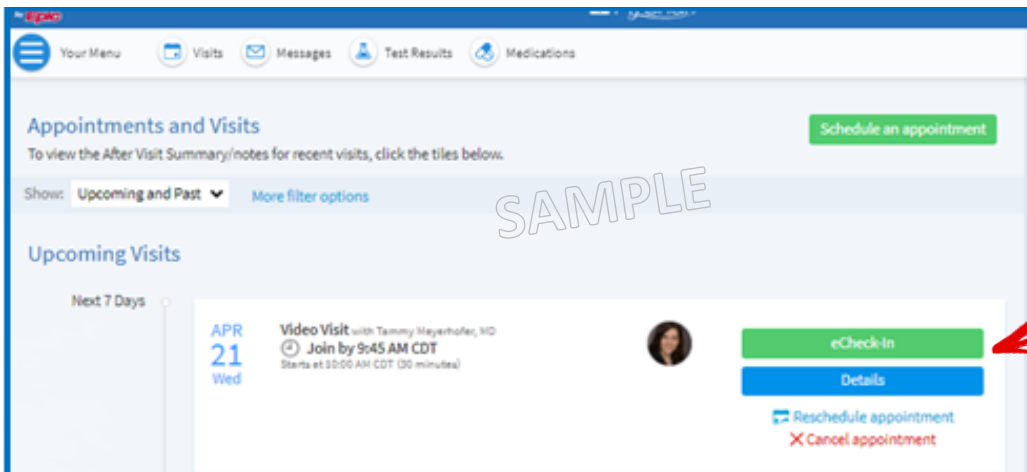 Epic
Your Menu
Visits
Messages
Test Results
Medications
Appointments and Visits
Schedule an appointment
To view the After Visit Summary/notes for recent visits, click the tiles below.
Show: Upcoming and Past
More filter options
SAMPLE
Upcoming Visits
Next 7 Days
APR
21
Wed
Video Visit with Tammy Meyerhofer, MD
Join by 9:45 AM CDT
Starts at 10:00 AM CDT (30 minutes)
eCheck-In
Details
Reschedule appointment
Cancel appointment